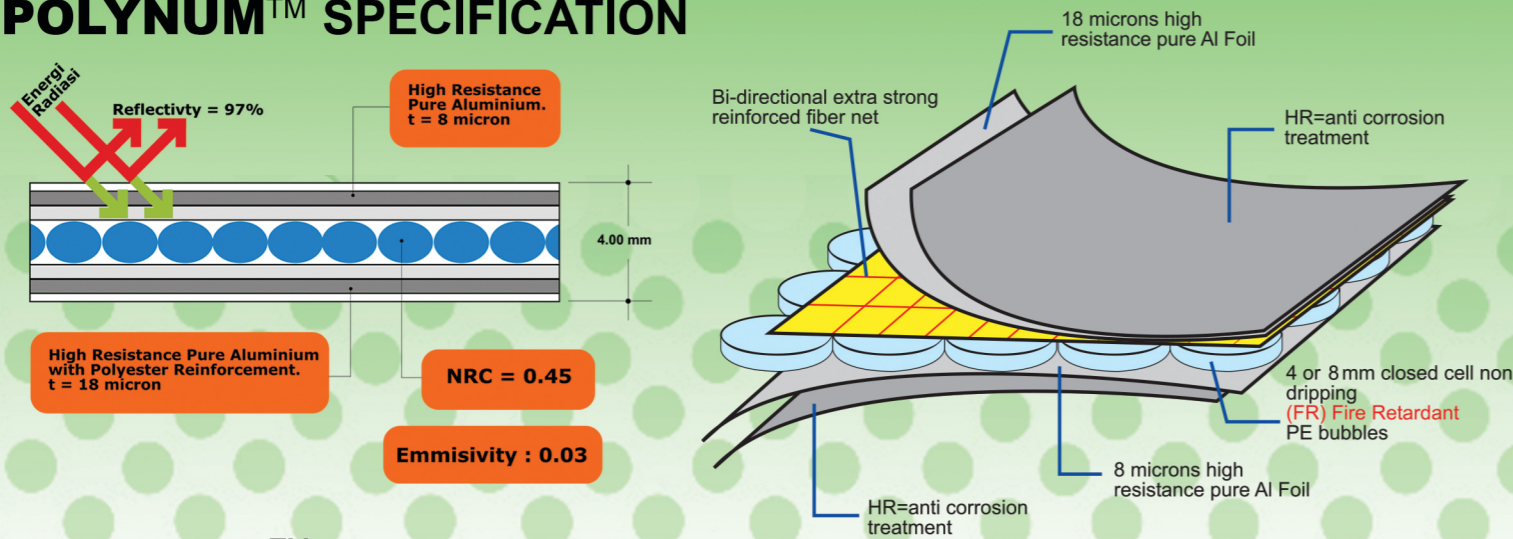 POLYNUM™ SPECIFICATION
Energi
Radiasi
Reflectivty = 97%
High Resistance
Pure Aluminium.
t = 8 micron
4.00 mm
High Resistance Pure Aluminium
with Polyester Reinforcement.
t = 18 micron
NRC = 0.45
Emmisivity : 0.03
18 microns high
resistance pure Al Foil
Bi-directional extra strong
reinforced fiber net
HR=anti corrosion
treatment
4 or 8mm closed cell non
dripping
(FR) Fire Retardant
PE bubbles
8 microns high
resistance pure Al Foil
HR=anti corrosion
treatment